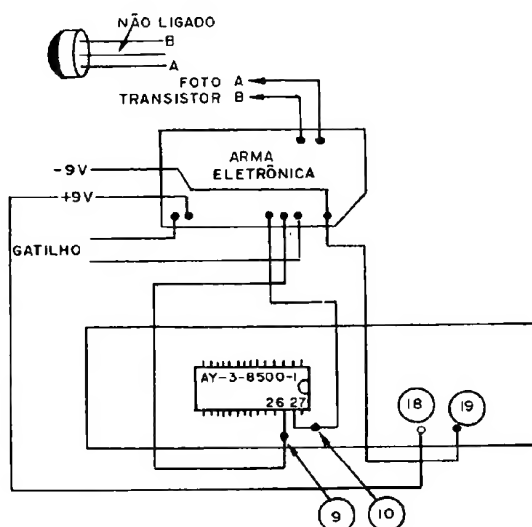 NÃO LIGADO
B
A
FOTO A
TRANSISTOR B
ARMA
ELETRÔNICA
-9V
+9V
GATILHO
AY-3-8500-1
26 27
18
19
9
10